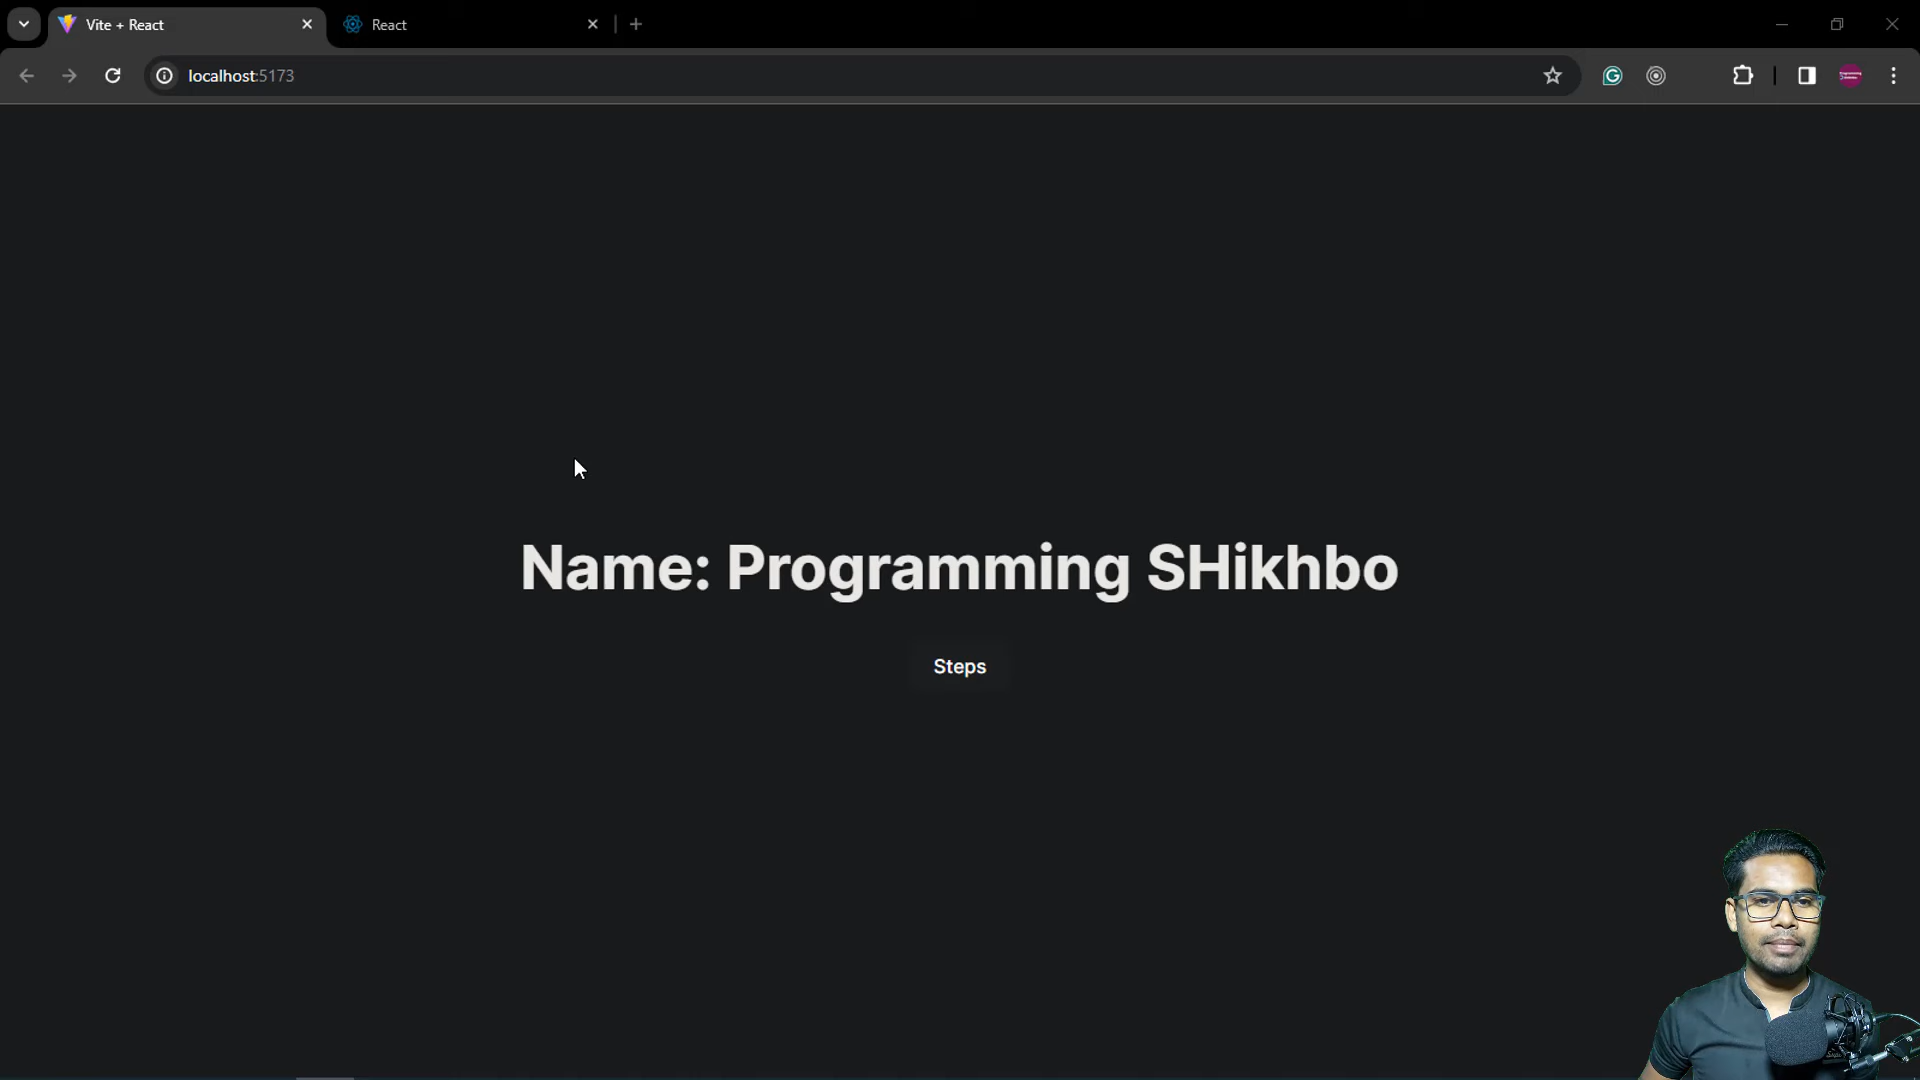 Vite + React
React
localhost:5173
Name: Programming SHikhbo
Steps